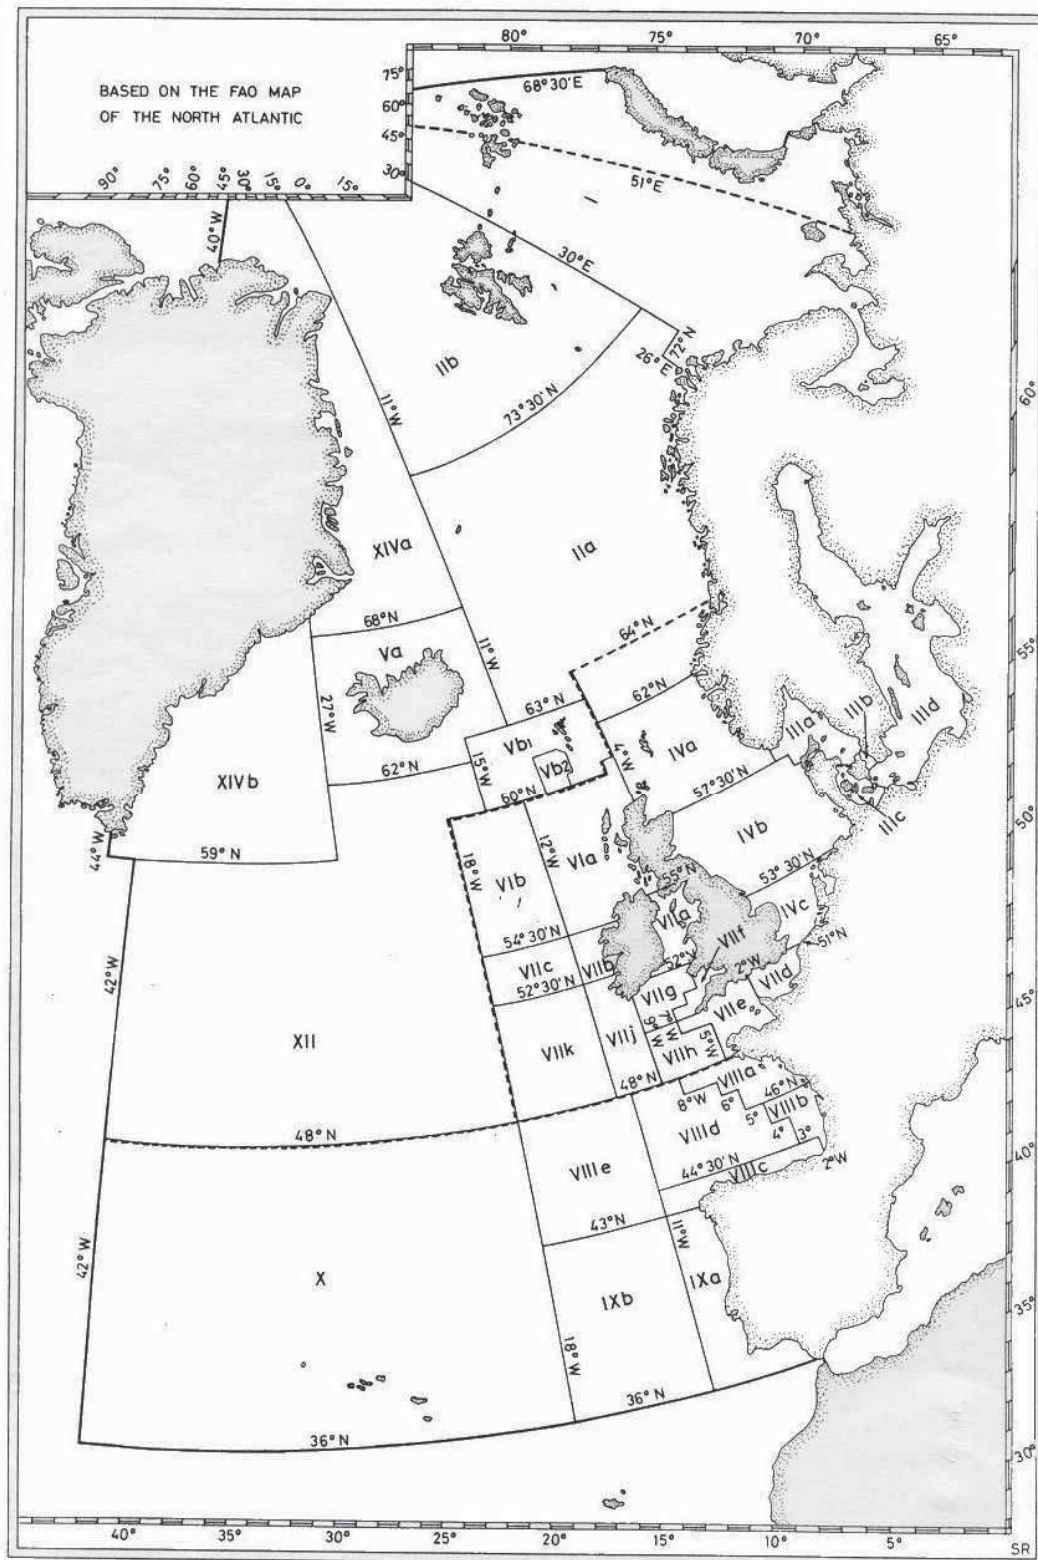 80°
75°
70°
65°
BASED ON THE FAO MAP
OF THE NORTH ATLANTIC
75°
60°
45°
30°
68°30'E
51°E
90°
75°
60°
45°
30°
15°
0°
15°
40°W
30°E
72°N
26°E
IIb
73°30'N
11°W
60°
XIVa
IIa
68°N
64°N
Va
11°W
55°
27°W
63°N
62°N
IIIa
IIIb
IIId
Vb1
4°W
IVa
15°W
Vb2
62°N
XIVb
60°N
57°30'N
IIIc
50°
44°W
59°N
18°W
12°W
VIa
IVb
VIb
55°N
53°30'N
VIIa
IVc
54°30'N
VIIf
51°N
VIIc
VIIb
52°N
2°W
VIId
52°30'N
VIIg
42°W
45°
VIIe
XII
VIIk
VIIj
9°W
7°W
5°W
VIIh
48°N
48°N
VIIIa
46°N
8°W
6°
5°
VIIIb
VIIId
4°
3°
40°
44°30'N
2°W
VIIIe
VIIIc
43°N
42°W
11°W
X
IXb
IXa
35°
18°W
36°N
36°N
30°
40°
35°
30°
25°
20°
15°
10°
5°
SR